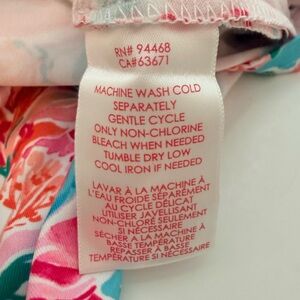 RN# 94468
CA#63671
MACHINE WASH COLD
SEPARATELY
GENTLE CYCLE
ONLY NON-CHLORINE
BLEACH WHEN NEEDED
TUMBLE DRY LOW
COOL IRON IF NEEDED
LAVAR À LA MACHINE À
L'EAU FROIDE SÉPARÉMENT
AU CYCLE DÉLICAT
UTILISER JAVELLISANT
NON-CHLORÉ SEULEMENT
SI NÉCESSAIRE
SÉCHER À LA MACHINE À
BASSE TEMPÉRATURE
REPASSER À BASSE
TEMPÉRATURE SI NÉCESSAIRE